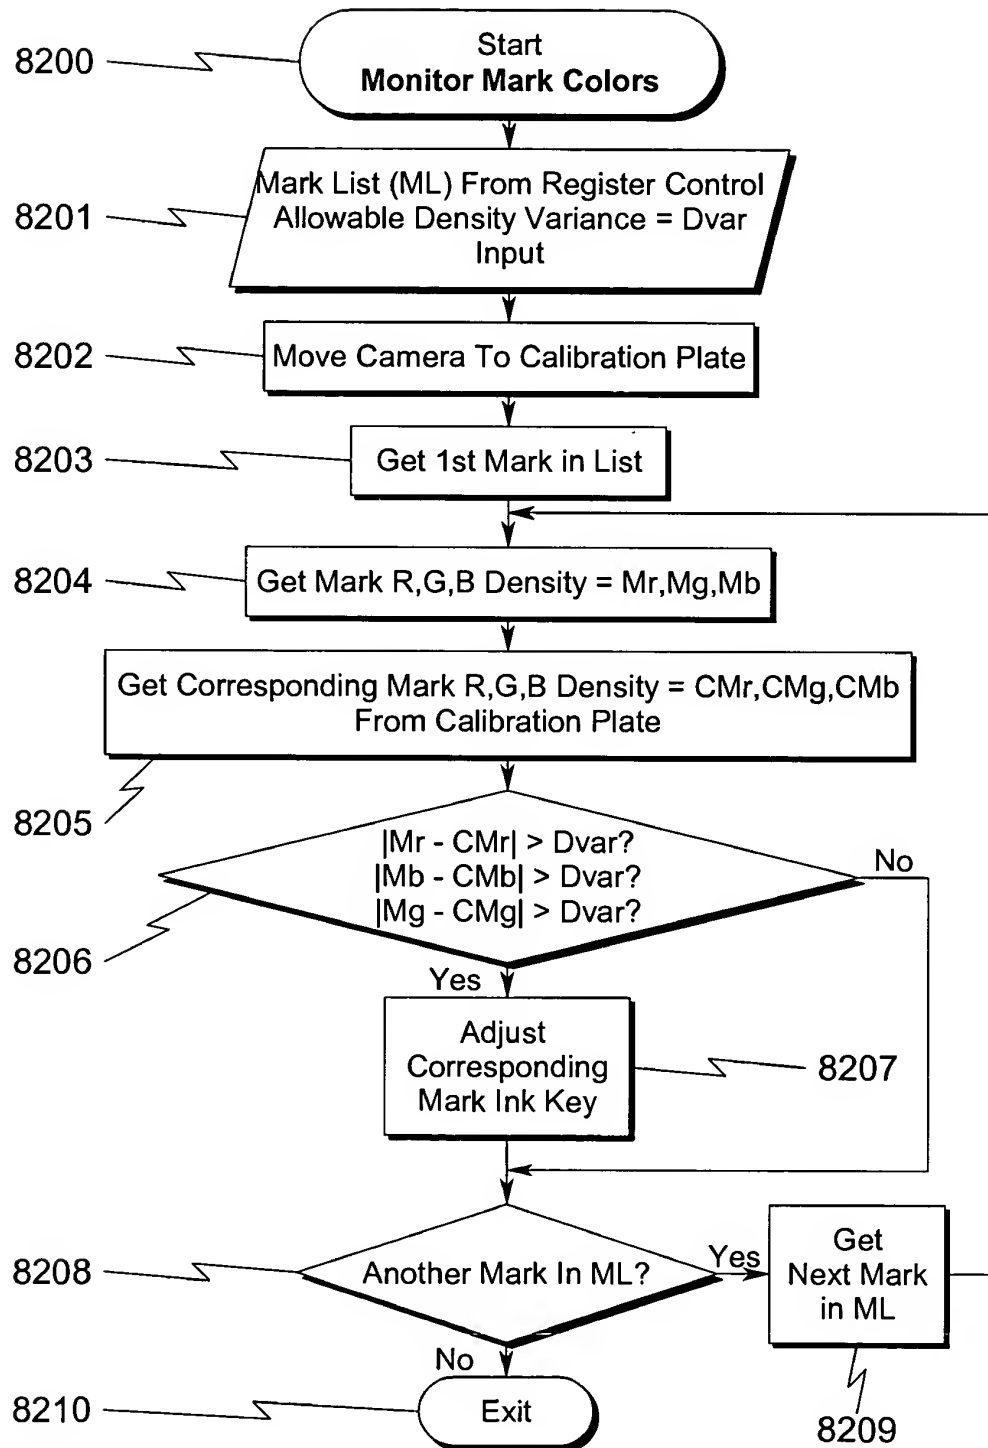 8200
Start
Monitor Mark Colors
8201
Mark List (ML) From Register Control
Allowable Density Variance = Dvar
Input
8202
Move Camera To Calibration Plate
8203
Get 1st Mark in List
8204
Get Mark R,G,B Density = Mr,Mg,Mb
Get Corresponding Mark R,G,B Density = CMr,CMg,CMb
From Calibration Plate
8205
|Mr - CMr| > Dvar?
|Mb - CMb| > Dvar?
|Mg - CMg| > Dvar?
No
8206
Yes
Adjust
Corresponding
Mark Ink Key
8207
8208
Another Mark In ML?
Yes
Get
Next Mark
in ML
No
8210
Exit
8209